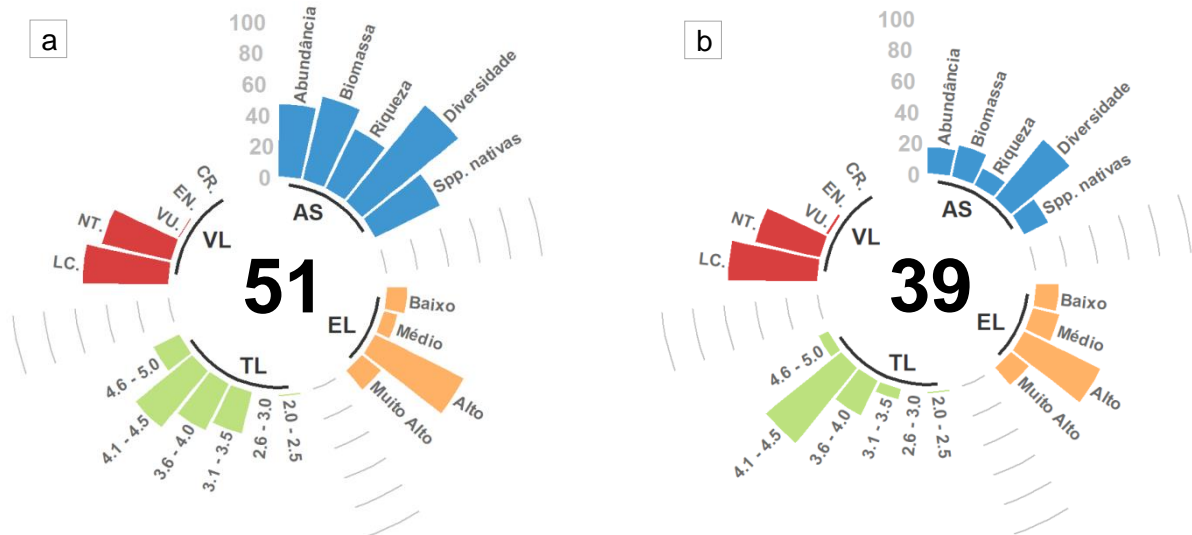 a
100
80
60
40
20
0
Abundância
Biomassa
Riqueza
Diversidade
Spp. nativas
AS
CR.
EN.
VU.
NT.
LC.
VL
51
EL
Baixo
Médio
Alto
Muito Alto
TL
4.6 - 5.0
4.1 - 4.5
3.6 - 4.0
3.1 - 3.5
2.6 - 3.0
2.0 - 2.5
b
100
80
60
40
20
0
Abundância
Biomassa
Riqueza
Diversidade
Spp. nativas
AS
CR.
EN.
VU.
NT.
LC.
VL
39
EL
Baixo
Médio
Alto
Muito Alto
TL
4.6 - 5.0
4.1 - 4.5
3.6 - 4.0
3.1 - 3.5
2.6 - 3.0
2.0 - 2.5